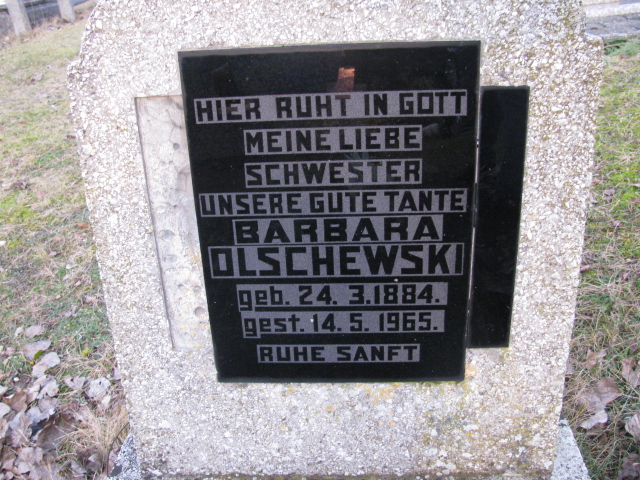 HIER RUHT IN GOTT
MEINE LIEBE
SCHWESTER
UNSERE GUTE TANTE
BARBARA
OLSCHEWSKI
geb. 24. 3. 1884.
gest. 14. 5. 1965.
RUHE SANFT